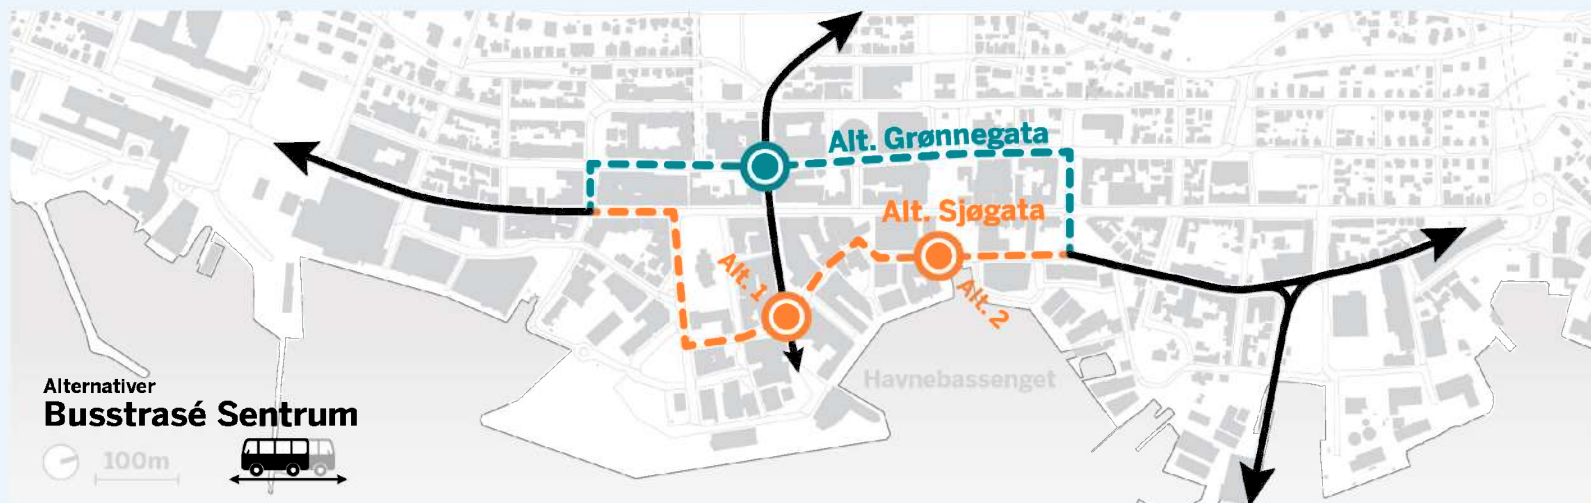 Alt. Grønnegata
Alt. Sjøgata
Alt. 1
Alt. 2
Havnebassenget
Alternativer
Busstrasé Sentrum
100m